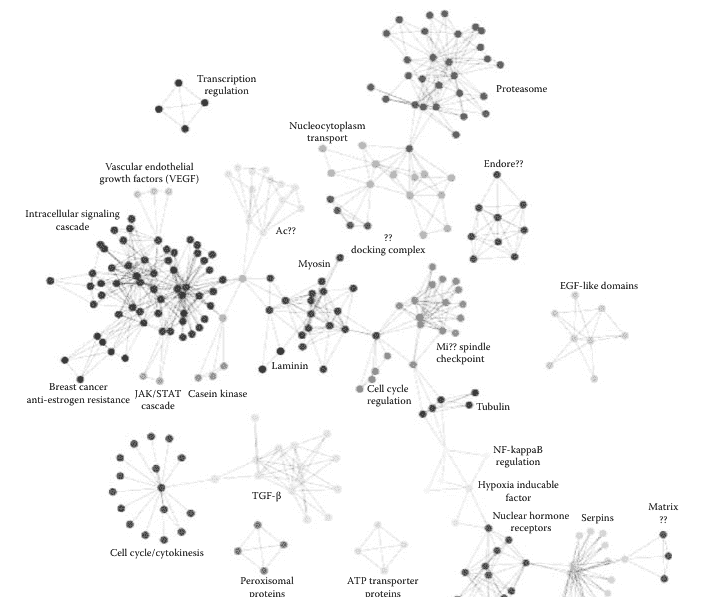 Transcription
regulation
Proteasome
Nucleocytoplasm
transport
Endore??
Vascular endothelial
growth factors (VEGF)
Intracellular signaling
cascade
Ac??
??
docking complex
Myosin
EGF-like domains
Mi?? spindle
checkpoint
Laminin
Breast cancer
anti-estrogen resistance
JAK/STAT
cascade
Casein kinase
Cell cycle
regulation
Tubulin
NF-kappaB
regulation
TGF-β
Hypoxia inducable
factor
Nuclear hormone
receptors
Serpins
Matrix
??
Cell cycle/cytokinesis
Peroxisomal
proteins
ATP transporter
proteins